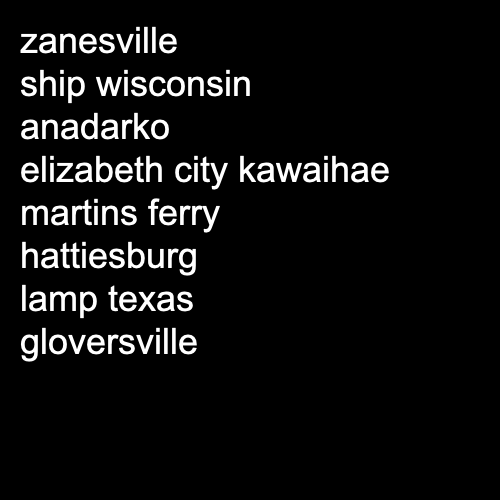 zanesville
ship wisconsin
anadarko
elizabeth city kawaihae
martins ferry
hattiesburg
lamp texas
gloversville